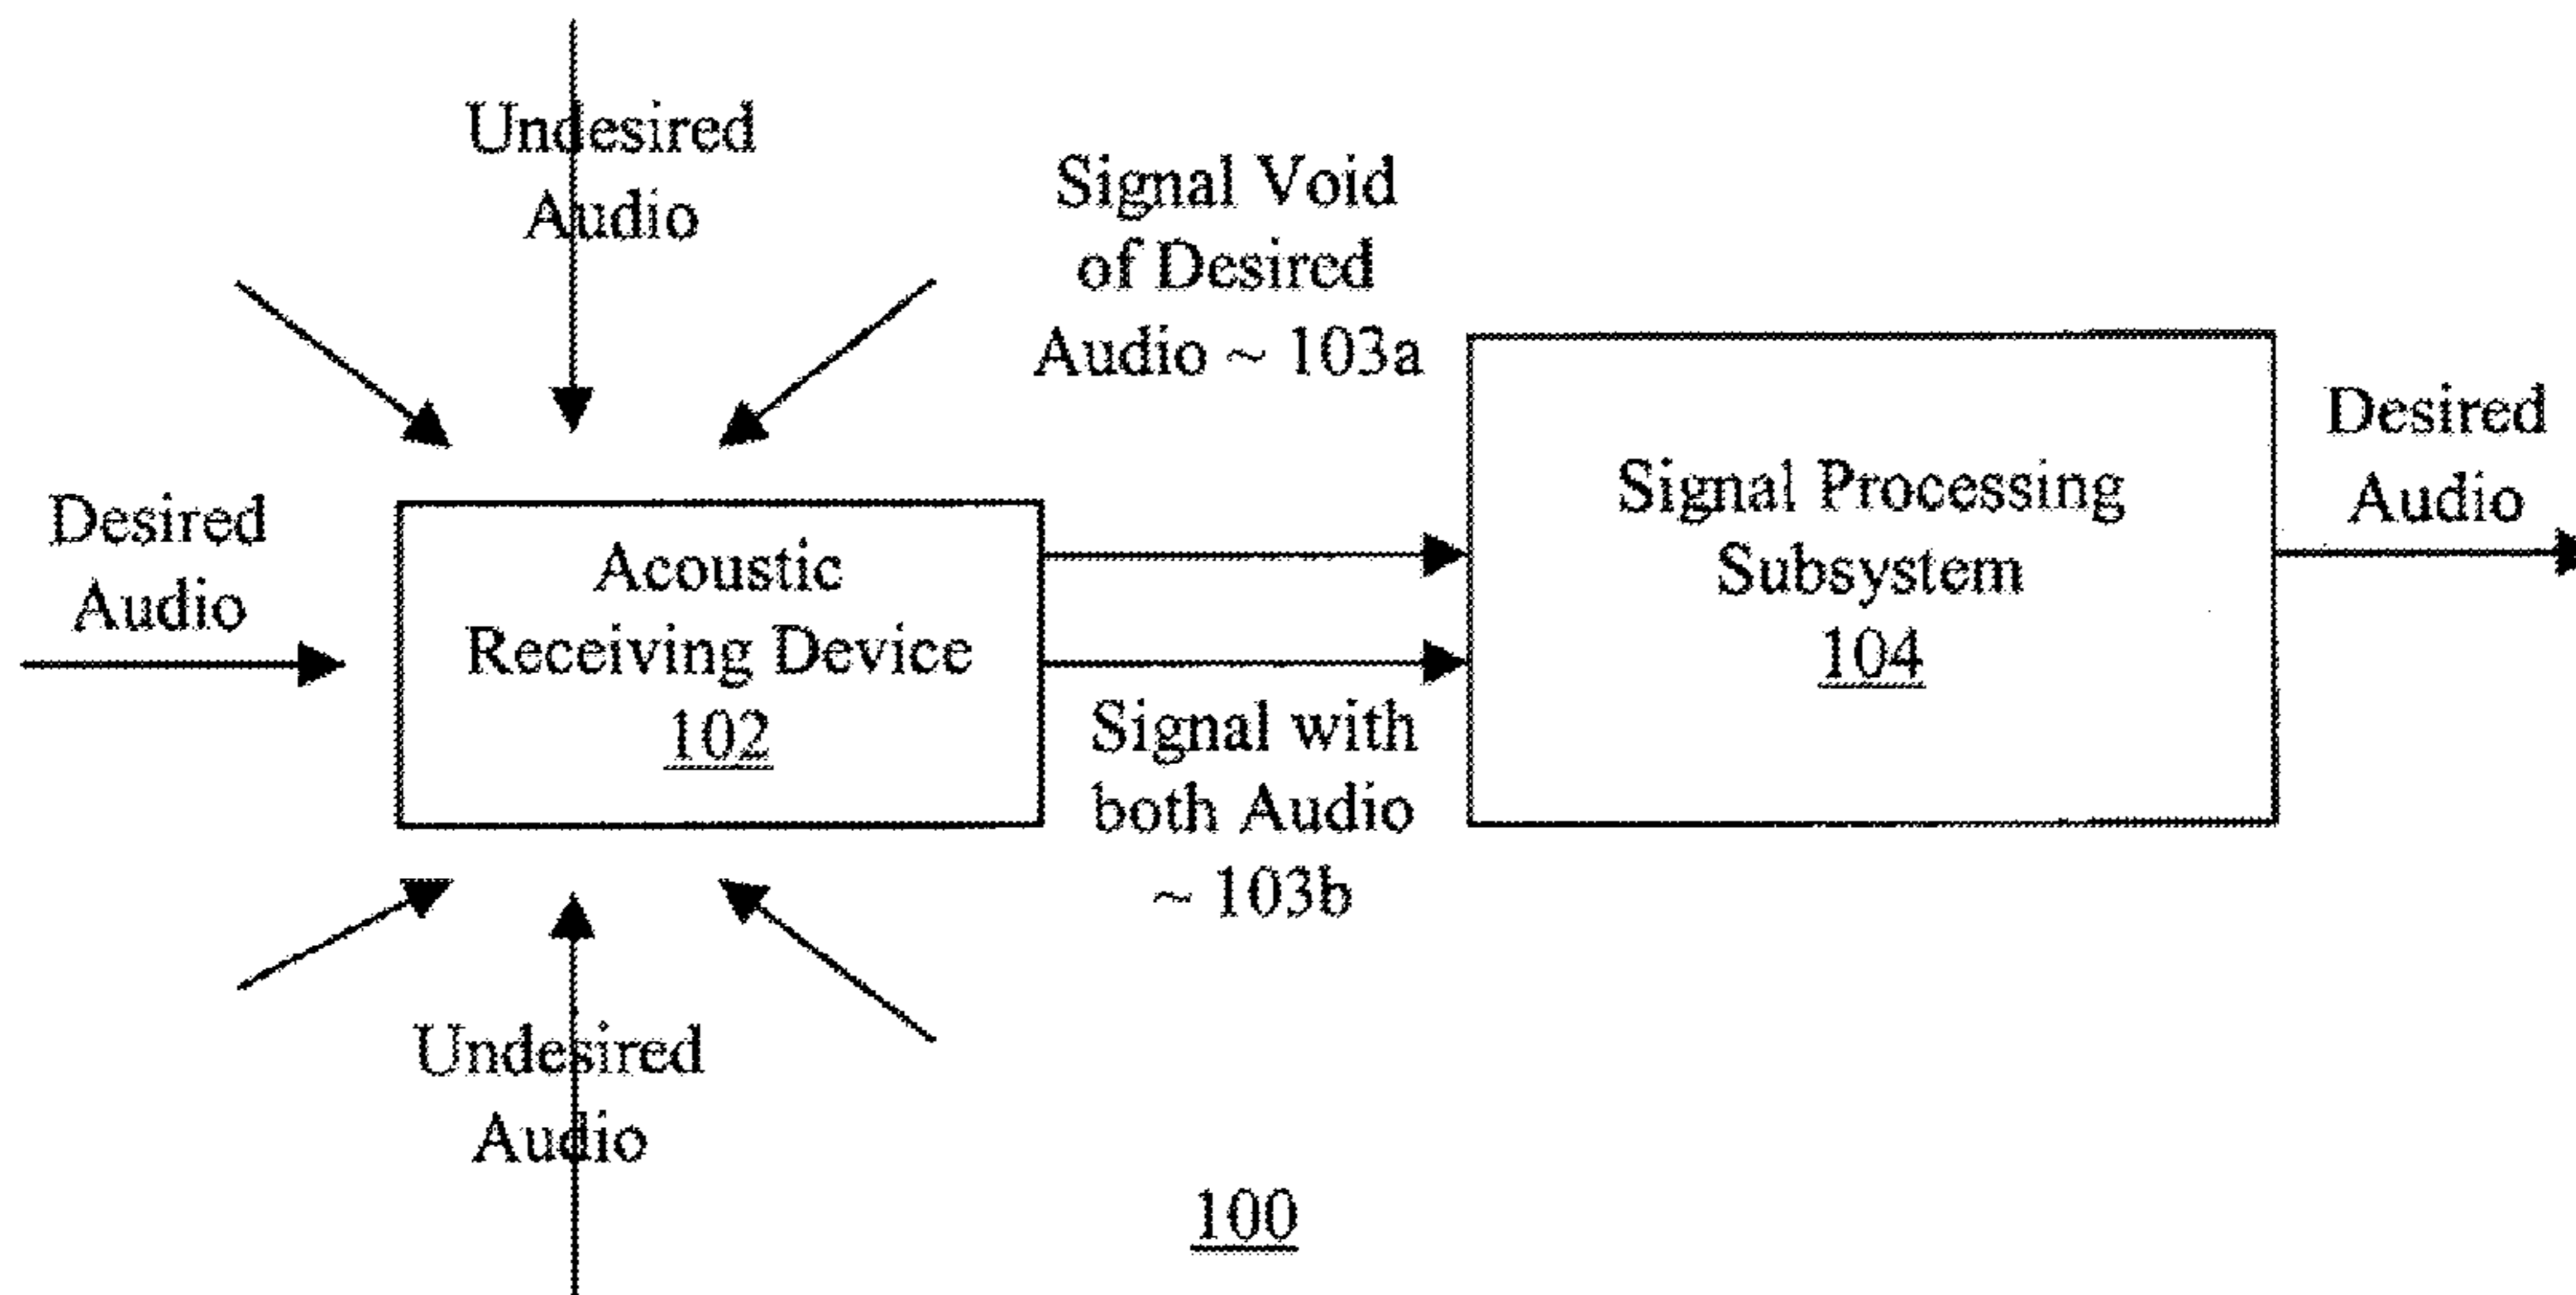 Undesired
Audio
Signal Void
of Desired
Audio ~ 103a
Desired
Audio
Acoustic
Receiving Device
102
Signal with
both Audio
~ 103b
Signal Processing
Subsystem
104
Desired
Audio
Undesired
Audio
100